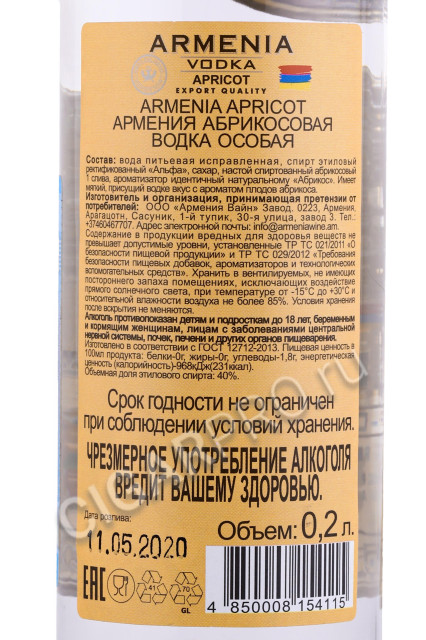 ARMENIA
VODKA
APRICOT
EXPORT QUALITY
ARMENIA APRICOT
АРМЕНИЯ АБРИКОСОВАЯ
ВОДКА ОСОБАЯ
Состав: вода питьевая исправленная, спирт этиловый
ректификованный «Альфа», сахар, настой спиртованный абрикосовый
1 слива, ароматизатор идентичный натуральному «Абрикос». Имеет
мягкий, присущий водке вкус с ароматом плодов абрикоса.
Изготовитель и организация, принимающая претензии от
потребителей: ООО «Армения Вайн» Завод. 0223, Армения,
Арагацотн, Сасуник, 1-й тупик, 30-я улица, завод 3. Тел.:
+37460467707. Адрес электронной почты: info@armeniawine.am.
Содержание в продукции вредных для здоровья веществ не
превышает допустимые уровни, установленные ТР ТС 021/2011 «О
безопасности пищевой продукции» и ТР ТС 029/2012 «Требования
безопасности пищевых добавок, ароматизаторов и технологических
вспомогательных средств». Хранить в вентилируемых, не имеющих
постороннего запаха помещениях, исключающих воздействие
прямого солнечного света, при температуре от -15°С до +30°С и
относительной влажности воздуха не более 85%. Условия хранения
после вскрытия не меняются.
Алкоголь противопоказан детям и подросткам до 18 лет, беременным
и кормящим женщинам, лицам с заболеваниями центральной
нервной системы, почек, печени и других органов пищеварения.
Изготовлено в соответствии с ГОСТ 12712-2013. Пищевая ценность в
100мл продукта: белки-0г, жиры-0г, углеводы-1,8г, энергетическая
ценность (калорийность)-968кДж(231ккал).
Объемная доля этилового спирта: 40%.
Срок годности не ограничен
при соблюдении условий хранения.
ЧРЕЗМЕРНОЕ УПОТРЕБЛЕНИЕ АЛКОГОЛЯ
ВРЕДИТ ВАШЕМУ ЗДОРОВЬЮ.
Дата розлива:
11.05.2020
Объем: 0,2 л.
EAC
41
70
GL
4 850008 154115
CIGARPRO.RU